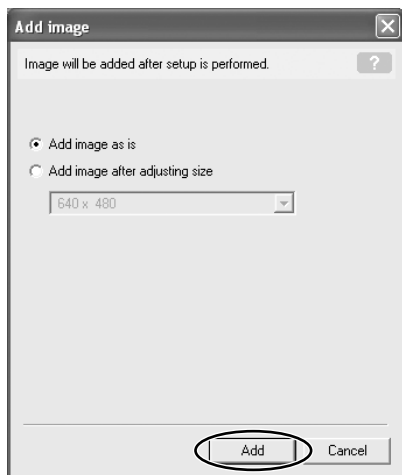 Add image
Image will be added after setup is performed.
?
Add image as is
Add image after adjusting size
640 x 480
Add
Cancel